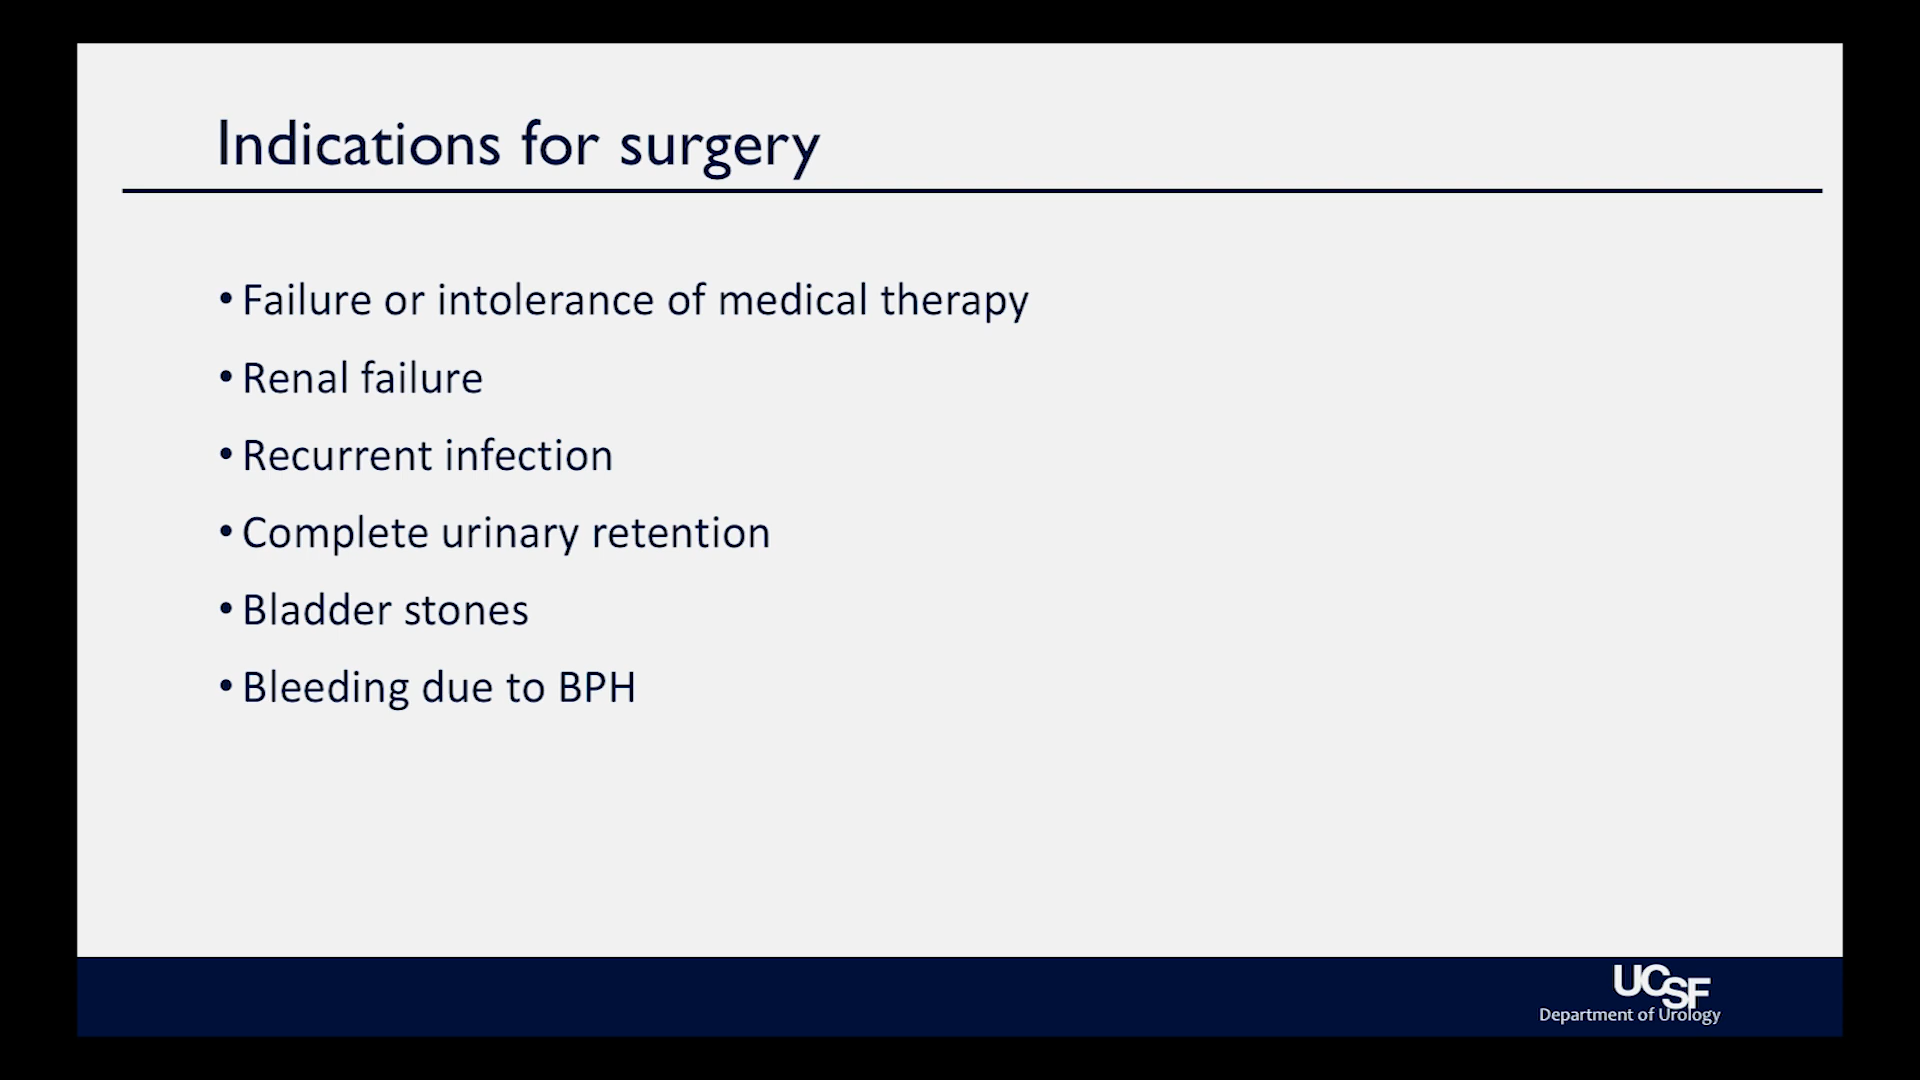 Indications for surgery
• Failure or intolerance of medical therapy
• Renal failure
• Recurrent infection
• Complete urinary retention
• Bladder stones
• Bleeding due to BPH
UCSF
Department of Urology